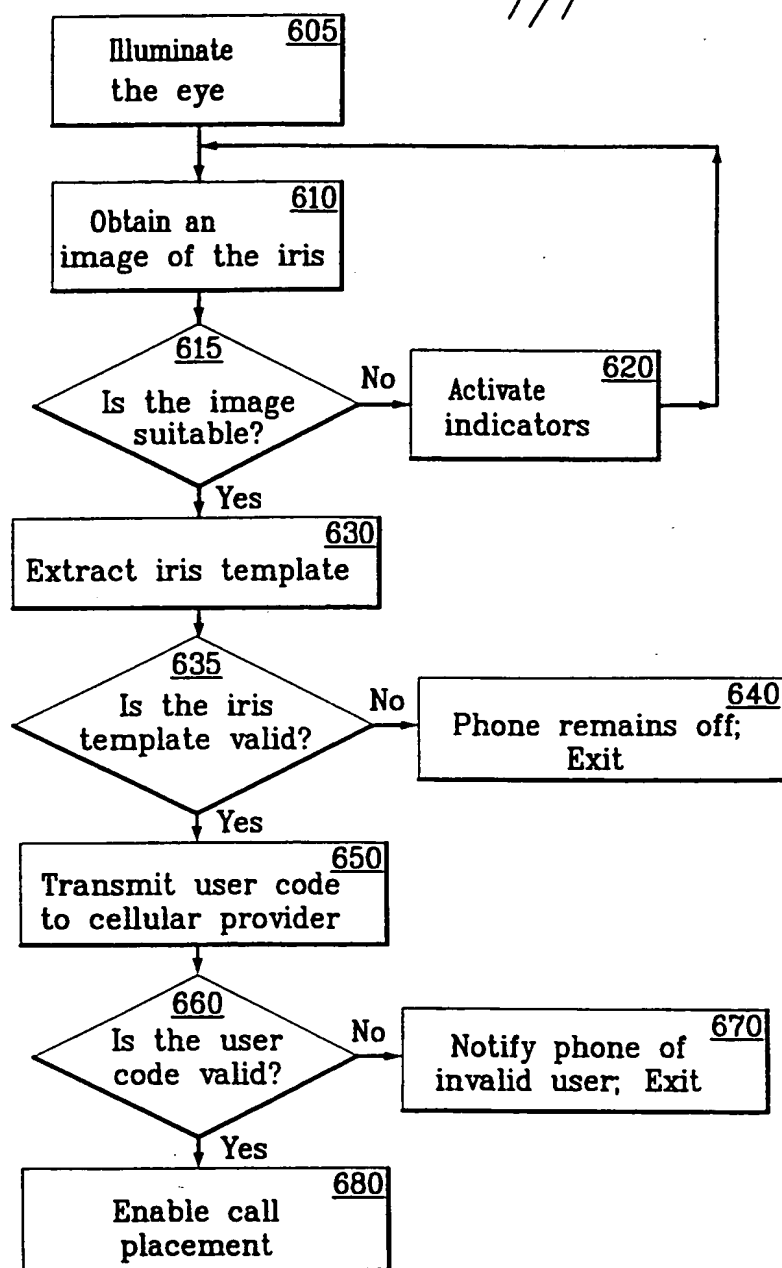 605
Illuminate
the eye
610
Obtain an
image of the iris
615
Is the image
suitable?
No
620
Activate
indicators
Yes
630
Extract iris template
635
Is the iris
template valid?
No
640
Phone remains off;
Exit
Yes
650
Transmit user code
to cellular provider
660
Is the user
code valid?
No
670
Notify phone of
invalid user; Exit
Yes
680
Enable call
placement